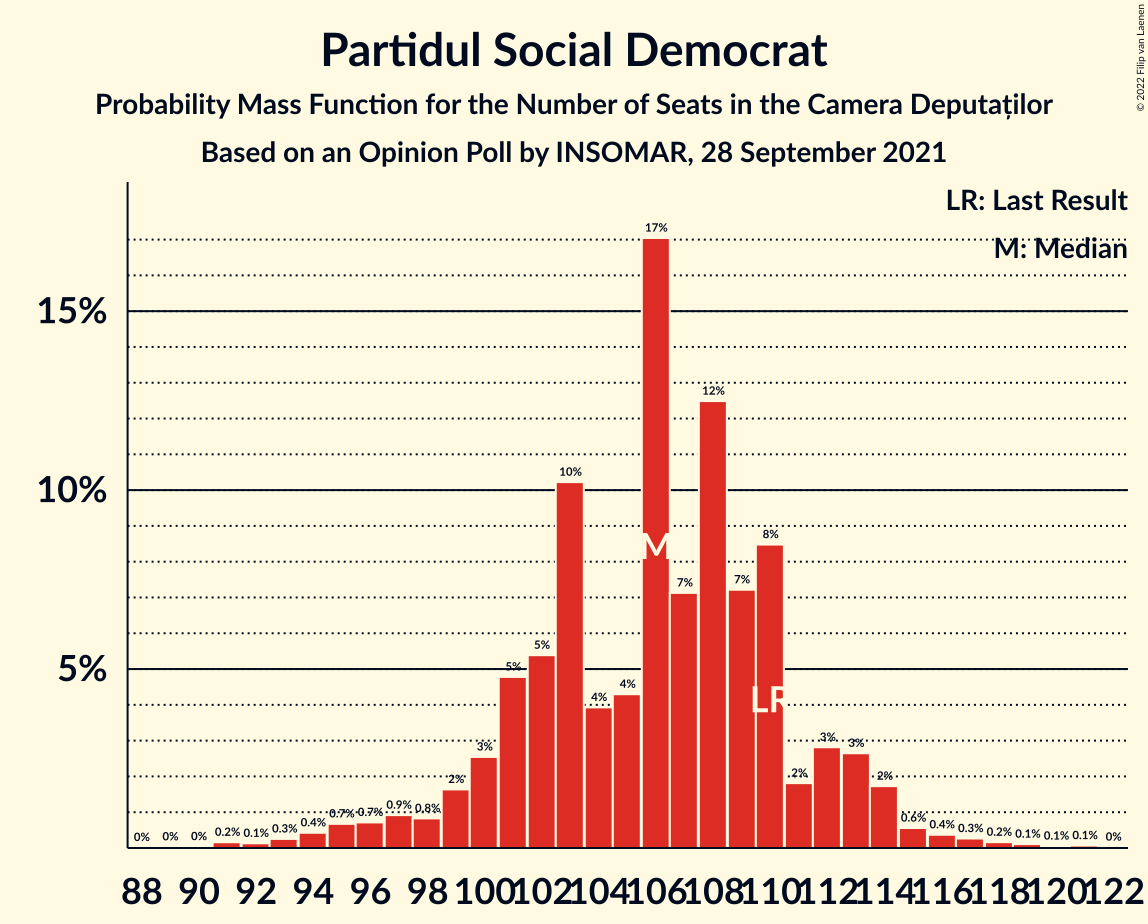 Partidul Social Democrat
Probability Mass Function for the Number of Seats in the Camera Deputaților
Based on an Opinion Poll by INSOMAR, 28 September 2021
© 2022 Filip van Laenen
LR: Last Result
M: Median
15%
10%
5%
0% 0% 0% 0.2% 0.1% 0.3% 0.4% 0.7% 0.7% 0.9% 0.8% 2% 3% 5% 5% 10% 4% 4% 17% 7% 12% 7% 8% 2% 3% 3% 2% 0.6% 0.4% 0.3% 0.2% 0.1% 0.1% 0.1% 0%
M
LR
88 90 92 94 96 98 100 102 104 106 108 110 112 114 116 118 120 122